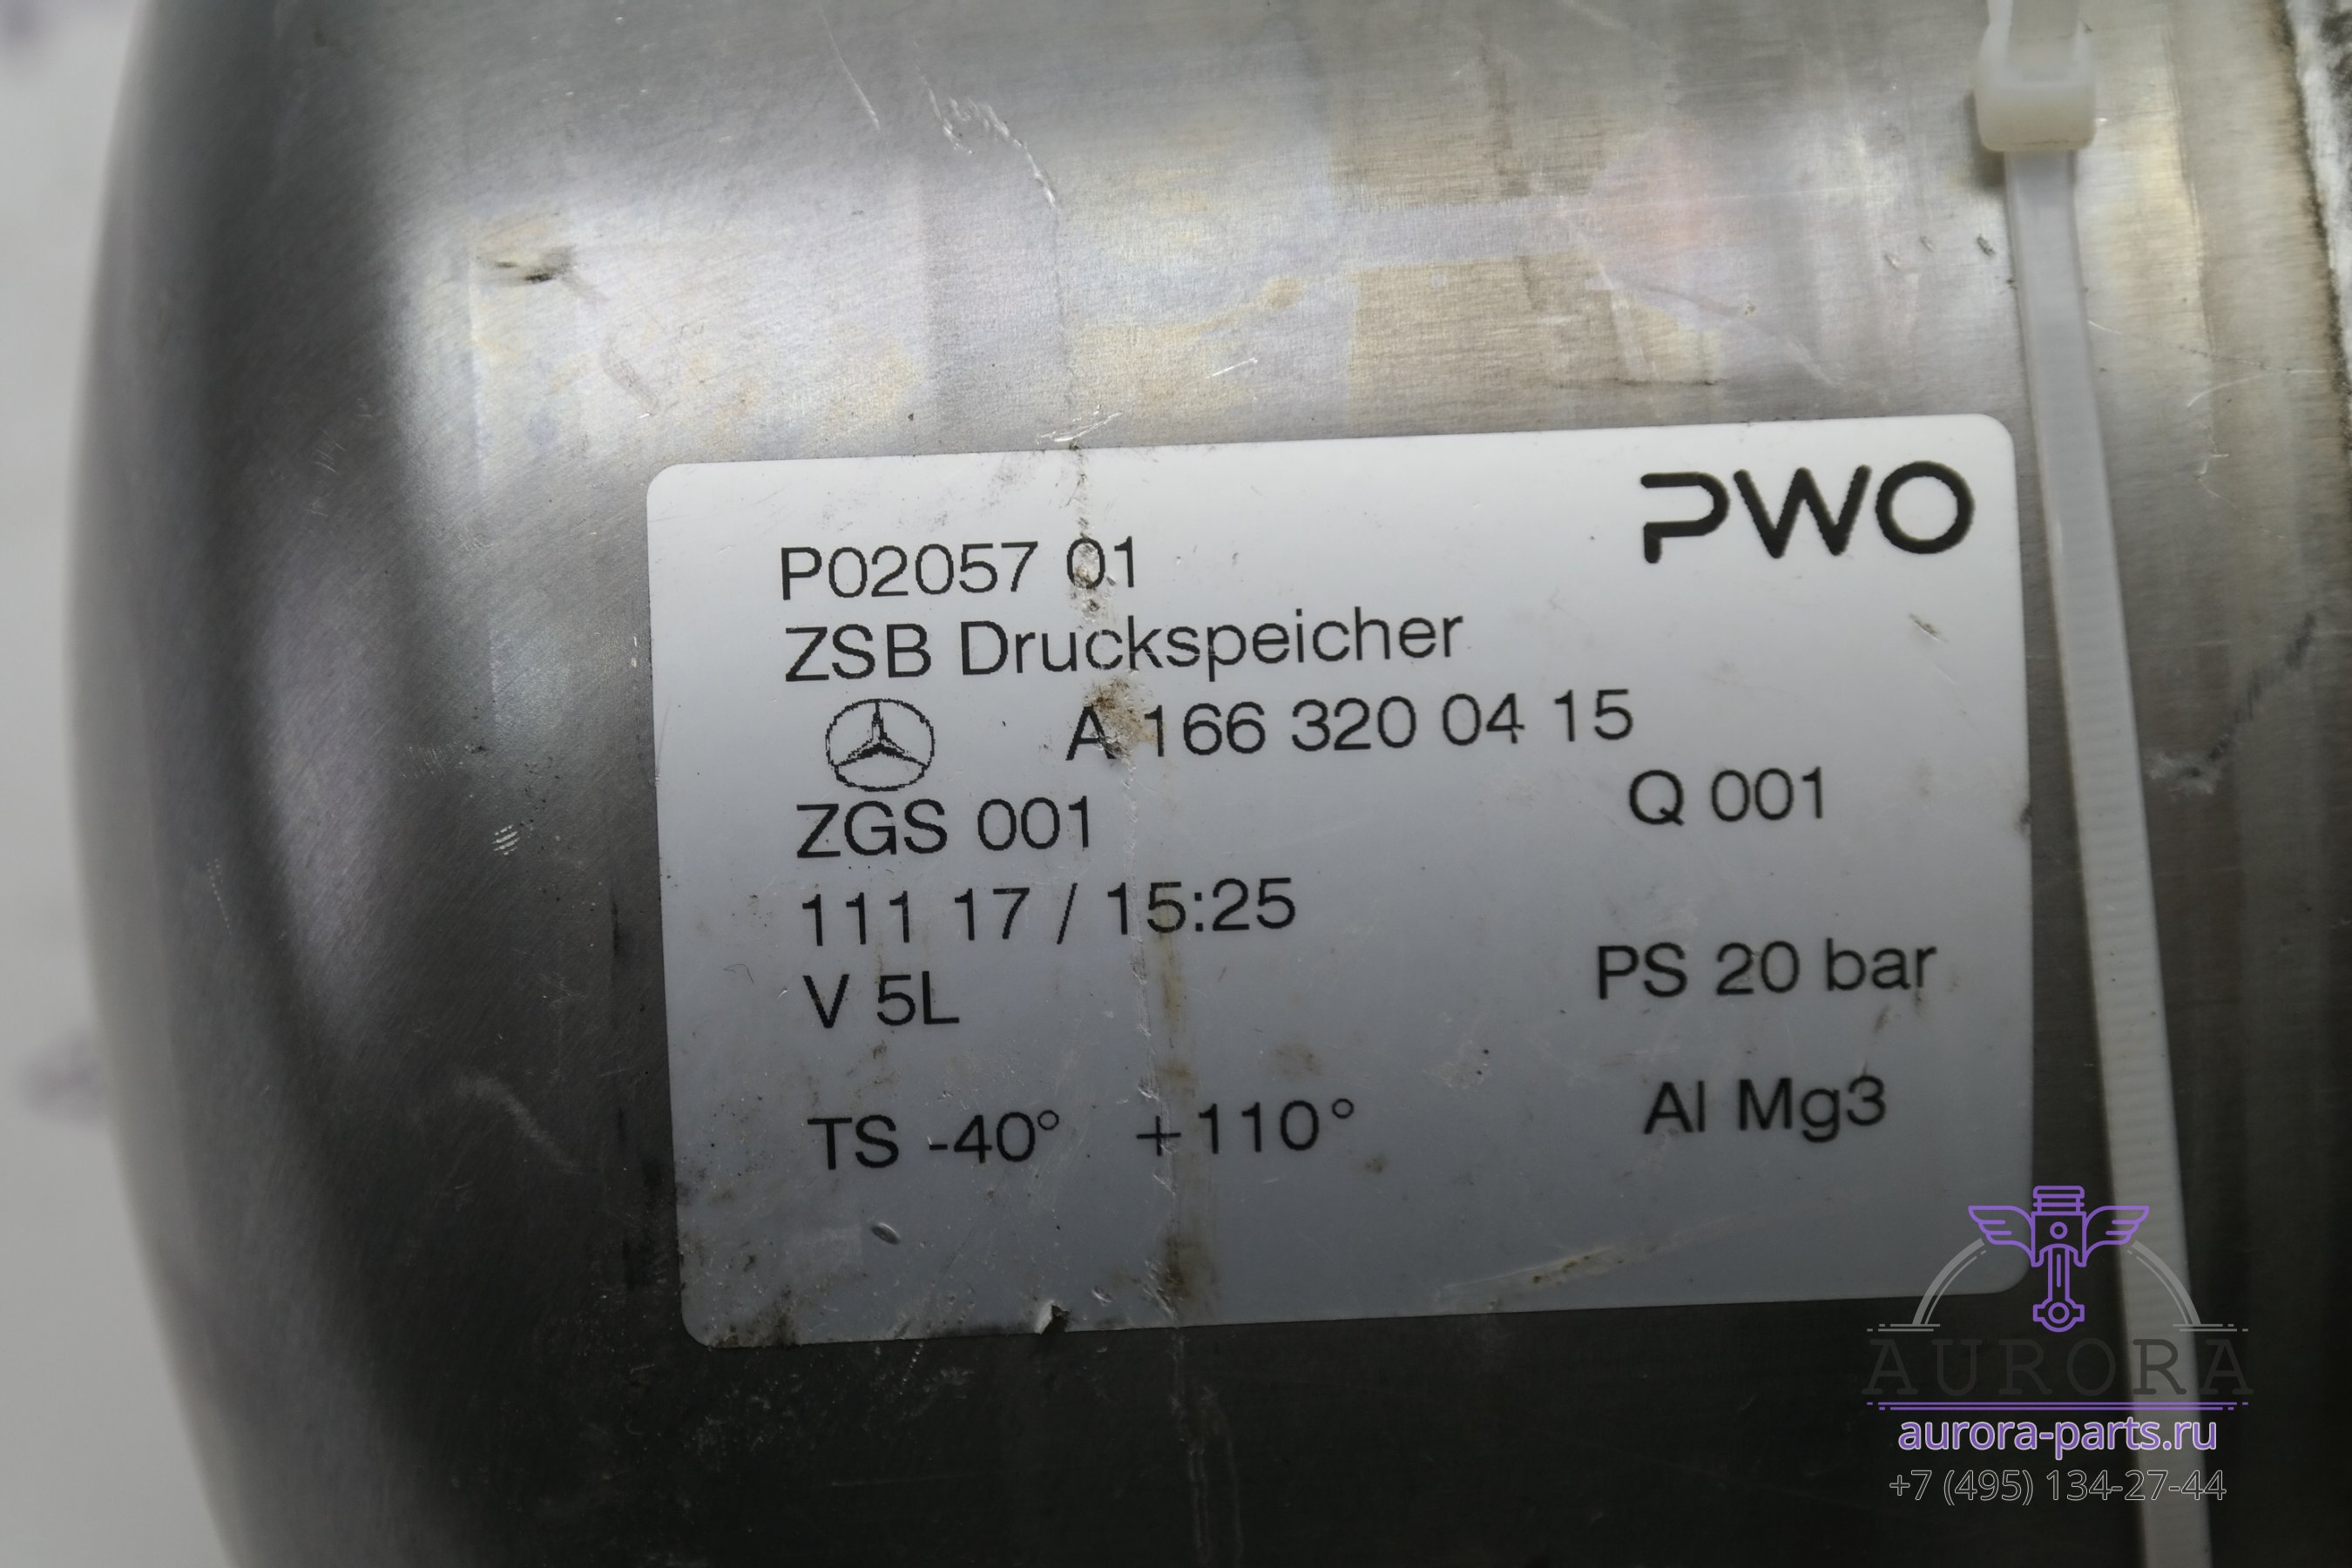 PWO
P02057 01
ZSB Druckspeicher
A 166 320 04 15
ZGS 001 Q 001
111 17 / 15:25
V 5L PS 20 bar
TS -40° +110° Al Mg3
AURORA
aurora-parts.ru
+7 (495) 134-27-44